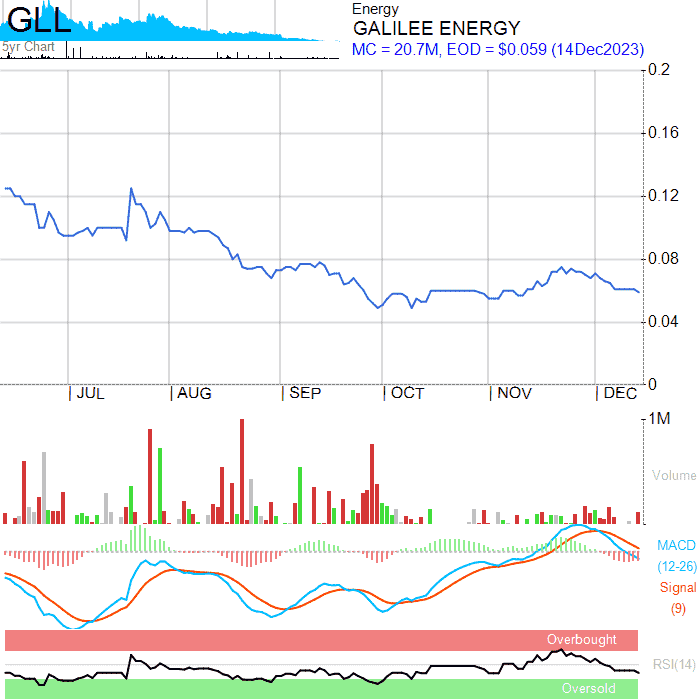 GLL
5yr Chart
Energy
GALILEE ENERGY
MC = 20.7M, EOD = $0.059 (14Dec2023)
0.2
0.16
0.12
0.08
0.04
0
JUL AUG SEP OCT NOV DEC
1M
Volume
MACD
(12-26)
Signal
(9)
Overbought
RSI(14)
Oversold